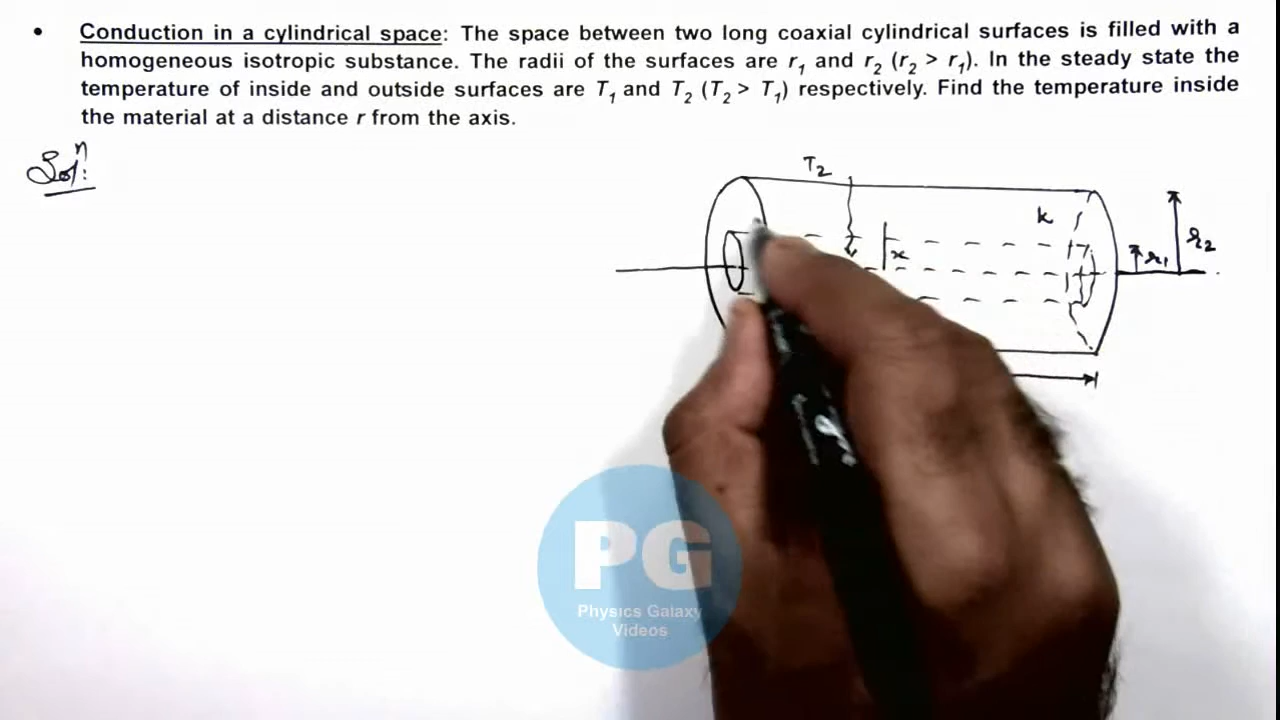 • Conduction in a cylindrical space: The space between two long coaxial cylindrical surfaces is filled with a
homogeneous isotropic substance. The radii of the surfaces are r₁ and r₂ (r₂ > r₁). In the steady state the
temperature of inside and outside surfaces are T₁ and T₂ (T₂ > T₁) respectively. Find the temperature inside
the material at a distance r from the axis.
Solⁿ:
T₂
k
x
r₁
r₂
PG
Physics Galaxy
Videos